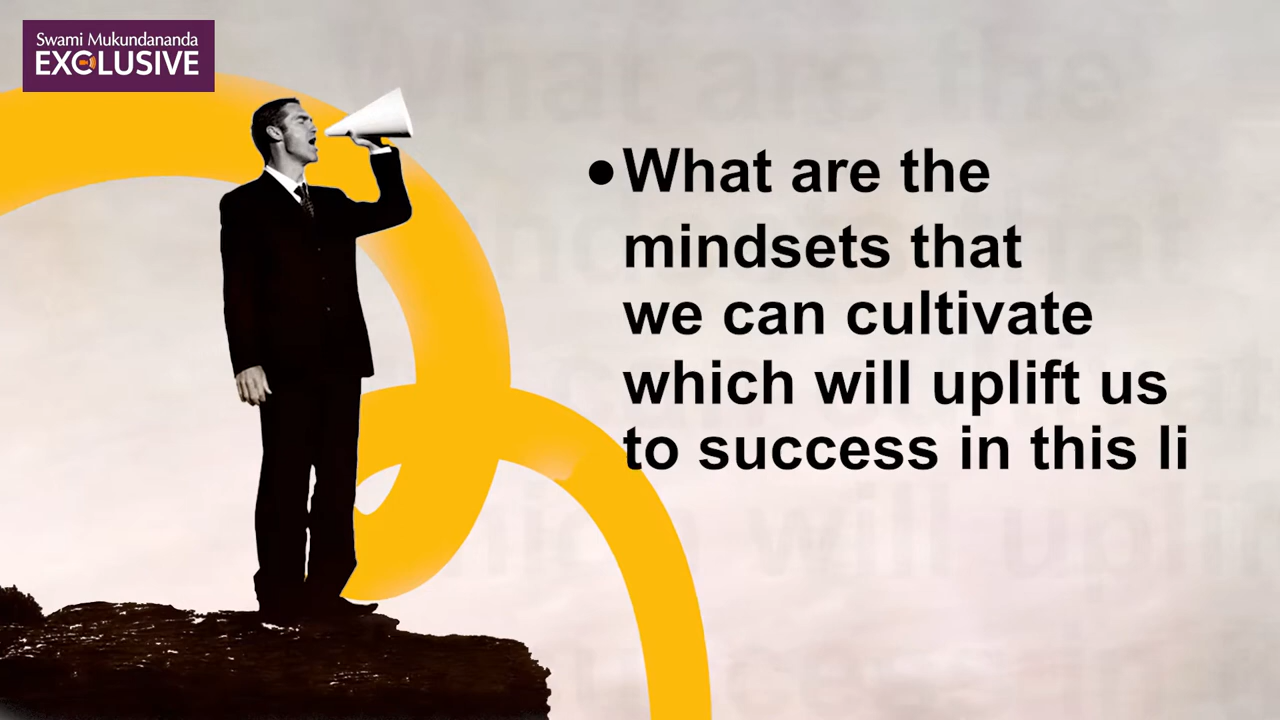 Swami Mukundananda
EXCLUSIVE
•What are the
mindsets that
we can cultivate
which will uplift us
to success in this li